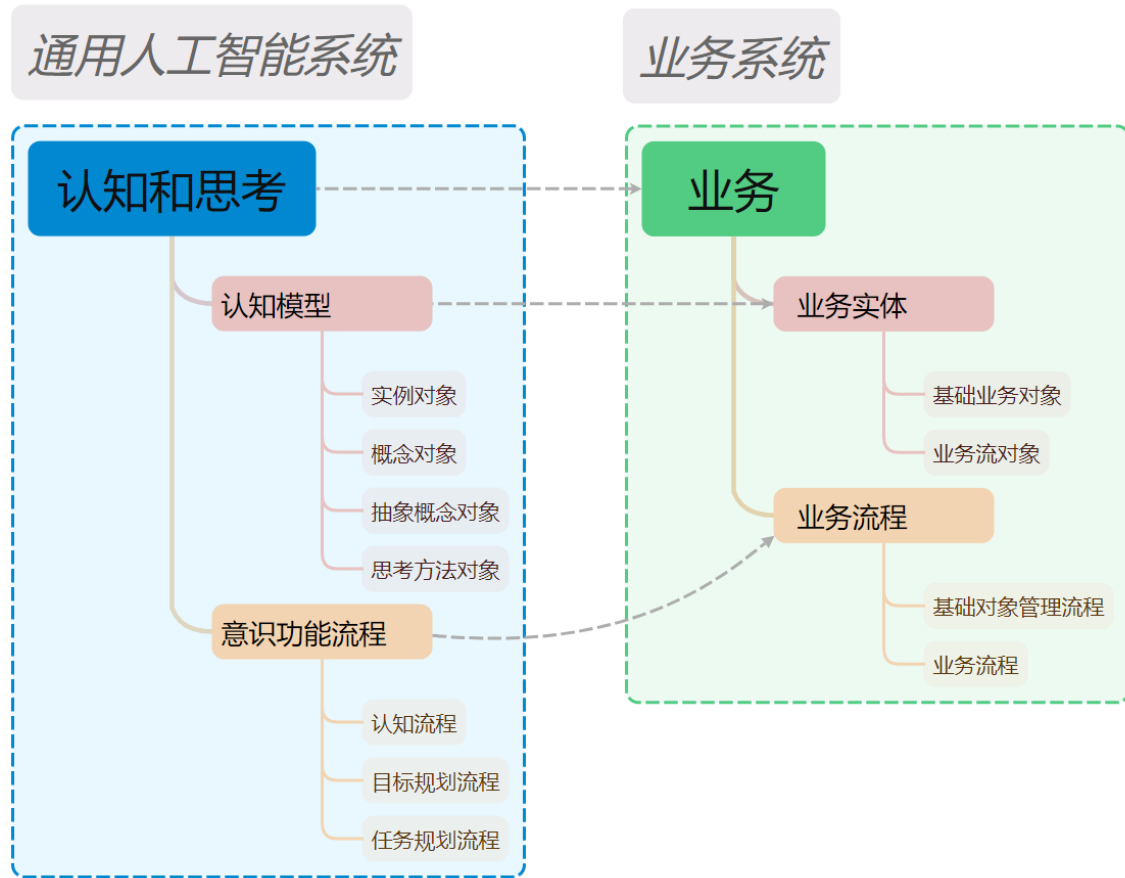 通用人工智能系统
业务系统
认知和思考
认知模型
实例对象
概念对象
抽象概念对象
思考方法对象
意识功能流程
认知流程
目标规划流程
任务规划流程
业务
业务实体
基础业务对象
业务流对象
业务流程
基础对象管理流程
业务流程